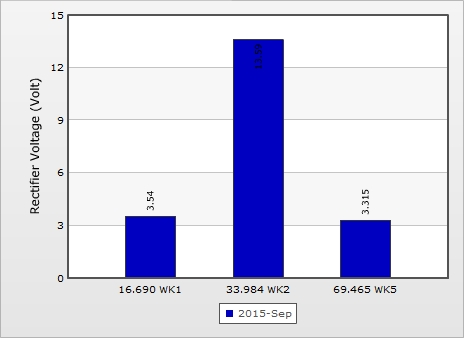 15
12
9
6
3
0
Rectifier Voltage (Volt)
3.54
3.315
16.690 WK1
33.984 WK2
69.465 WK5
2015-Sep